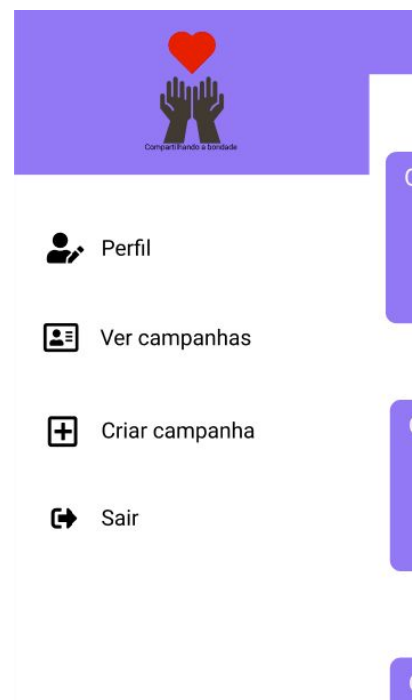 Compartilhando a bondade
Perfil
Ver campanhas
Criar campanha
Sair